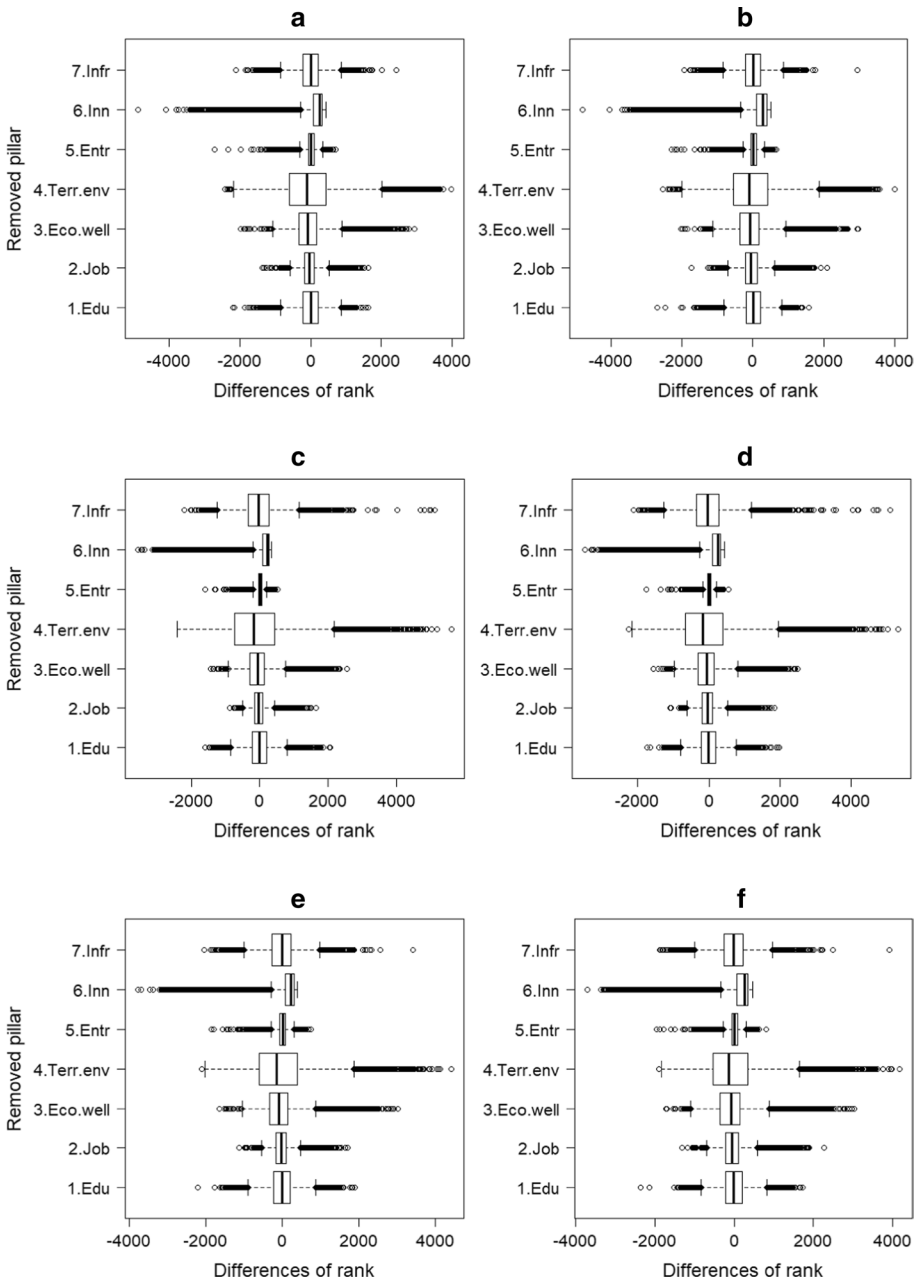 a
b
Removed pillar
7.Infr
6.Inn
5.Entr
4.Terr.env
3.Eco.well
2.Job
1.Edu
-4000 -2000 0 2000 4000
Differences of rank
7.Infr
6.Inn
5.Entr
4.Terr.env
3.Eco.well
2.Job
1.Edu
-4000 -2000 0 2000 4000
Differences of rank
c
d
Removed pillar
7.Infr
6.Inn
5.Entr
4.Terr.env
3.Eco.well
2.Job
1.Edu
-2000 0 2000 4000
Differences of rank
7.Infr
6.Inn
5.Entr
4.Terr.env
3.Eco.well
2.Job
1.Edu
-2000 0 2000 4000
Differences of rank
e
f
Removed pillar
7.Infr
6.Inn
5.Entr
4.Terr.env
3.Eco.well
2.Job
1.Edu
-4000 -2000 0 2000 4000
Differences of rank
7.Infr
6.Inn
5.Entr
4.Terr.env
3.Eco.well
2.Job
1.Edu
-4000 -2000 0 2000 4000
Differences of rank